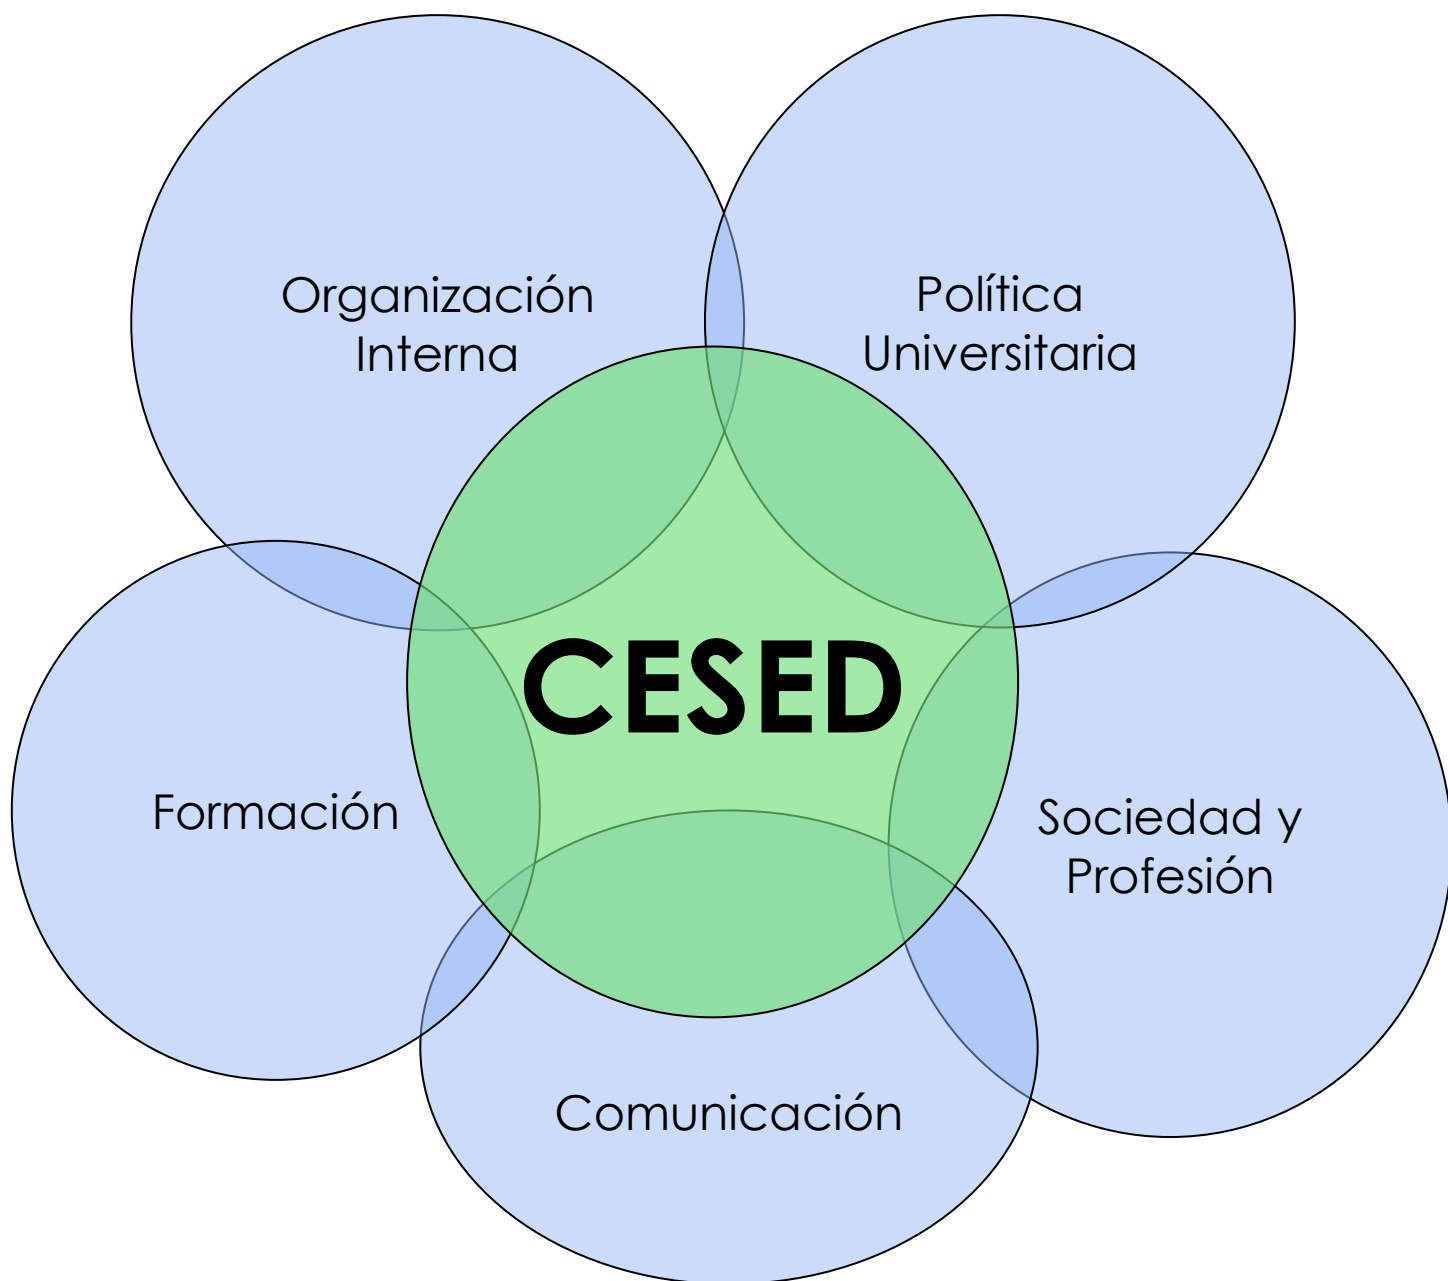 Organización
Interna
Política
Universitaria
CESED
Formación
Sociedad y
Profesión
Comunicación